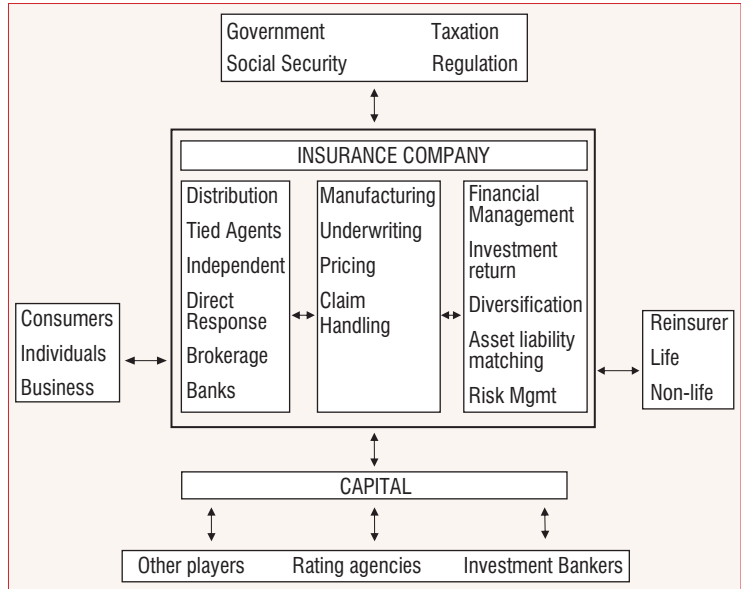 Government Taxation
Social Security Regulation
INSURANCE COMPANY
Distribution
Tied Agents
Independent
Direct
Response
Brokerage
Banks
Manufacturing
Underwriting
Pricing
Claim
Handling
Financial
Management
Investment
return
Diversification
Asset liability
matching
Risk Mgmt
Consumers
Individuals
Business
Reinsurer
Life
Non-life
CAPITAL
Other players Rating agencies Investment Bankers